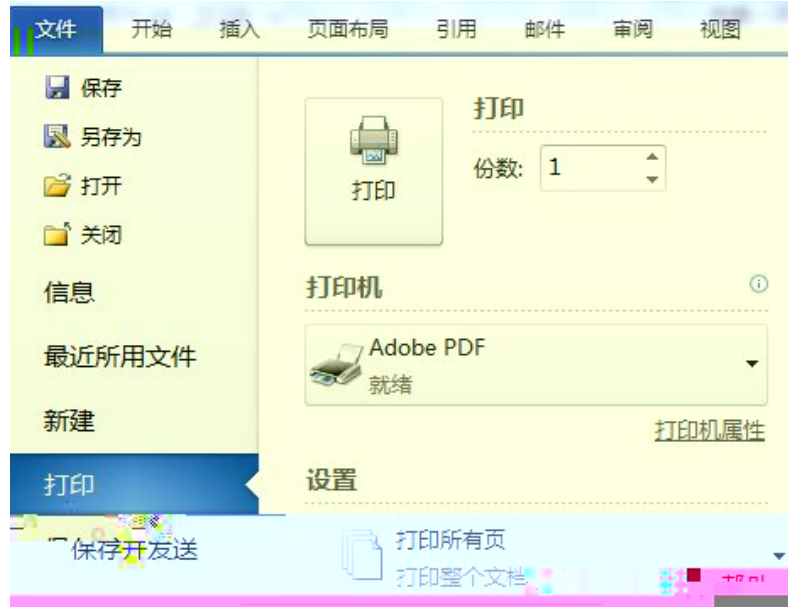 文件 开始 插入 页面布局 引用 邮件 审阅 视图
保存
另存为
打开
关闭
信息
最近所用文件
新建
打印
保存开发送
打印
打印
份数: 1
打印机
Adobe PDF
就绪
打印机属性
设置
打印所有页
打印整个文档